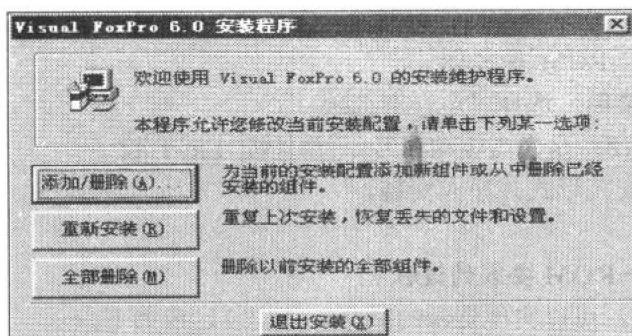 Visual FoxPro 6.0 安装程序
欢迎使用 Visual FoxPro 6.0 的安装维护程序。
本程序允许您修改当前安装配置,请单击下列某一选项:
添加/删除(A)...
为当前的安装配置添加新组件或从中删除已经
安装的组件。
重新安装(R)
重复上次安装,恢复丢失的文件和设置。
全部删除(M)
删除以前安装的全部组件。
退出安装(X)